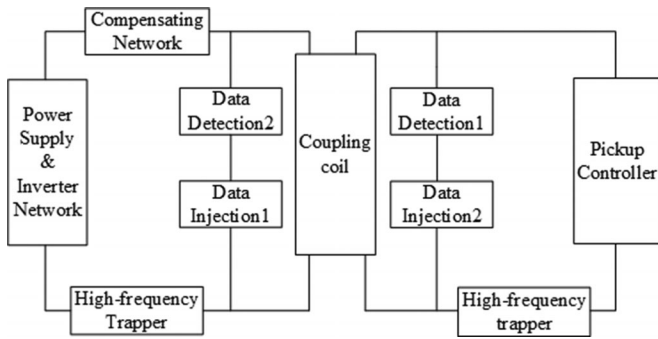 Compensating
Network
Power
Supply
&
Inverter
Network
Data
Detection2
Data
Injection1
High-frequency
Trapper
Coupling
coil
Data
Detection1
Data
Injection2
Pickup
Controller
High-frequency
trapper